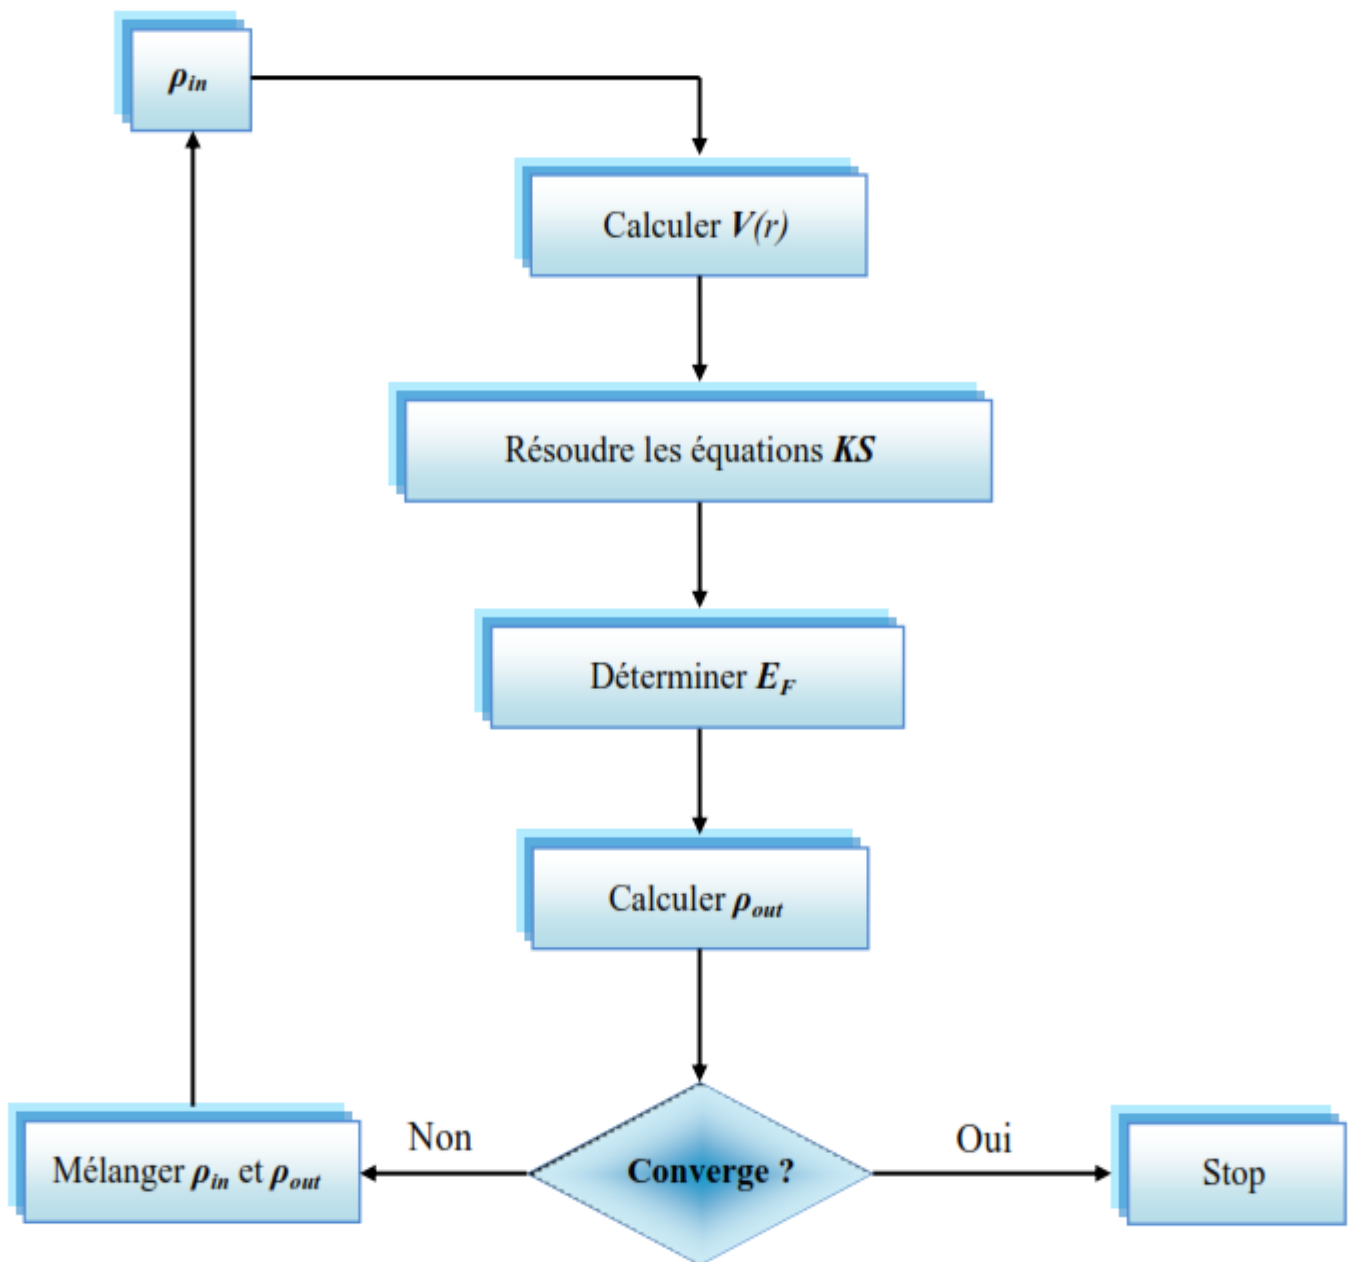 ρin
Calculer V(r)
Résoudre les équations KS
Déterminer EF
Calculer ρout
Non
Oui
Mélanger ρin et ρout
Converge ?
Stop